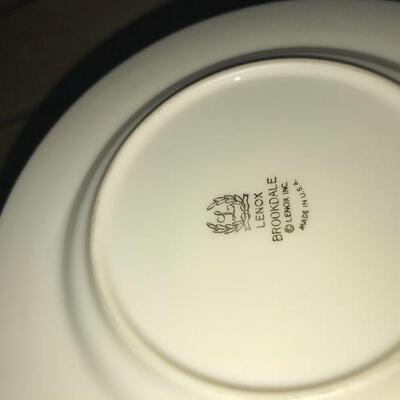 L
LENOX
BROOKDALE
© LENOX INC.
MADE IN U.S.A.